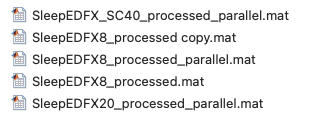 SleepEDFX_SC40_processed_parallel.mat
SleepEDFX8_processed copy.mat
SleepEDFX8_processed_parallel.mat
SleepEDFX8_processed.mat
SleepEDFX20_processed_parallel.mat